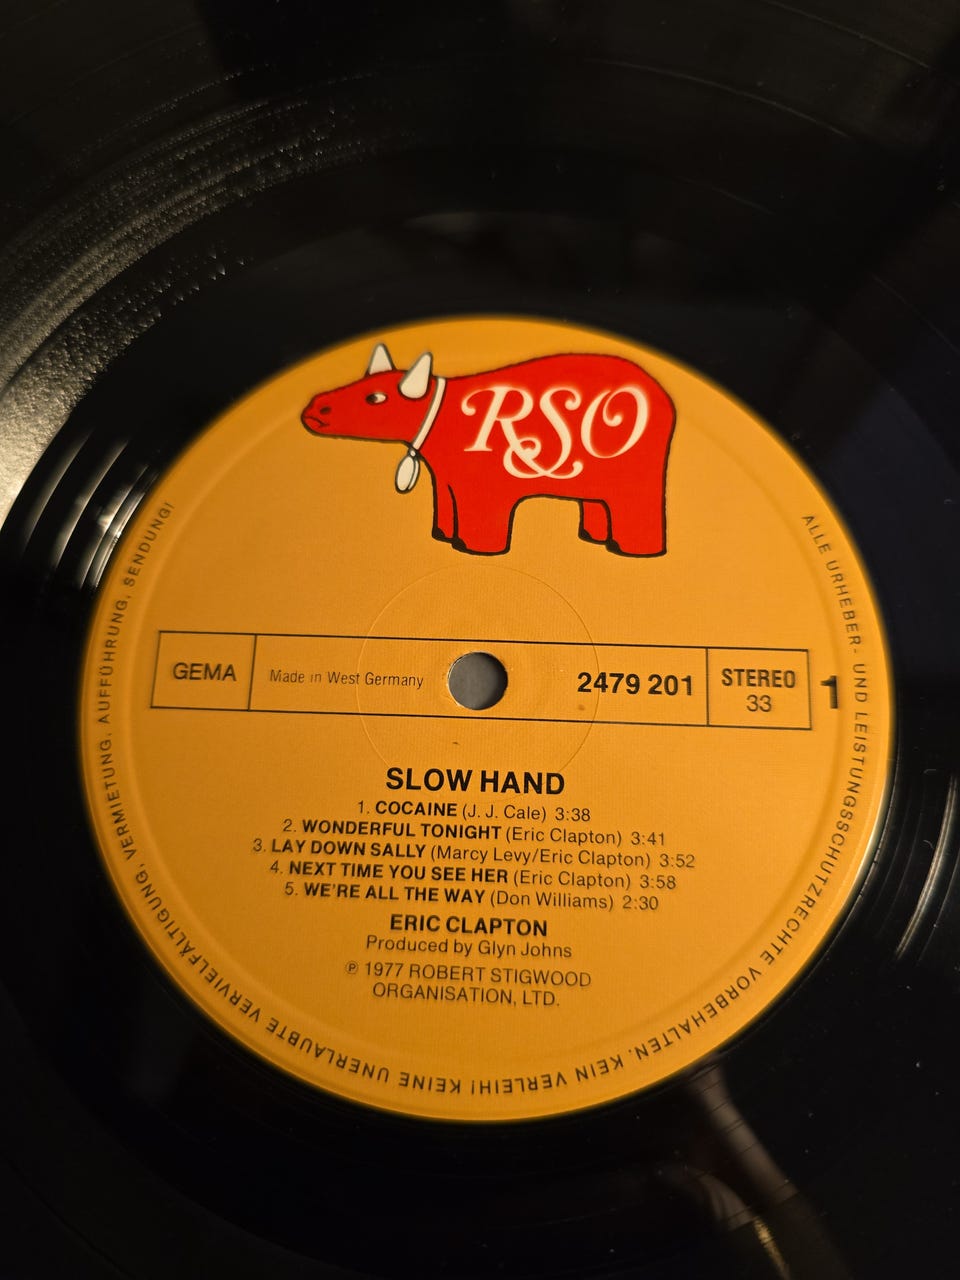 RSO
GEMA
Made in West Germany
2479 201
STEREO
33
1
SLOW HAND
1. COCAINE (J. J. Cale) 3:38
2. WONDERFUL TONIGHT (Eric Clapton) 3:41
3. LAY DOWN SALLY (Marcy Levy/Eric Clapton) 3:52
4. NEXT TIME YOU SEE HER (Eric Clapton) 3:58
5. WE'RE ALL THE WAY (Don Williams) 2:30
ERIC CLAPTON
Produced by Glyn Johns
℗ 1977 ROBERT STIGWOOD
ORGANISATION, LTD.
ALLE URHEBER- UND LEISTUNGSSCHUTZRECHTE VORBEHALTEN. KEIN VERLEIH! KEINE UNERLAUBTE VERVIELFÄLTIGUNG, VERMIETUNG, AUFFÜHRUNG, SENDUNG!